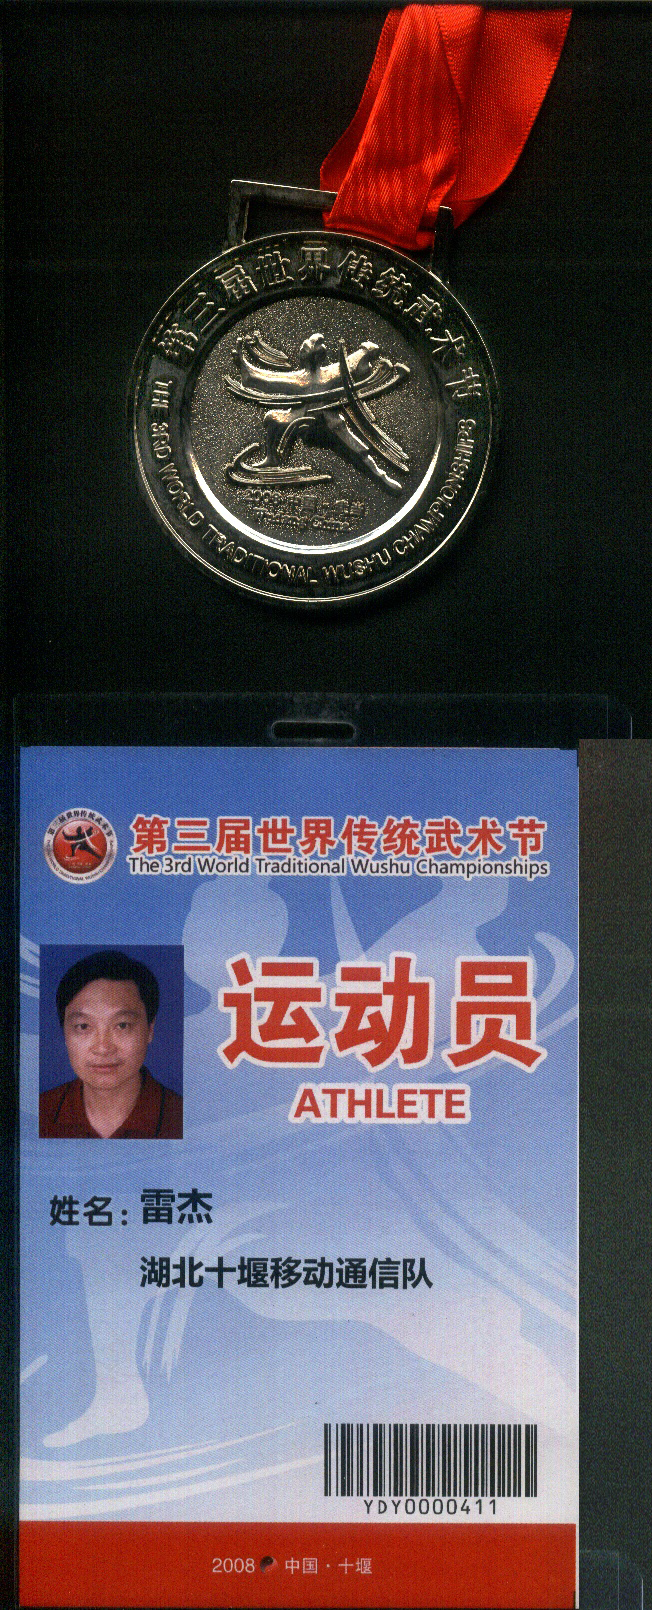 第三届世界传统武术节
THE 3RD WORLD TRADITIONAL WUSHU CHAMPIONSHIPS
第三届世界传统武术节
The 3rd World Traditional Wushu Championships
运动员
ATHLETE
姓名：雷杰
湖北十堰移动通信队
YDY0000411
2008 中国·十堰